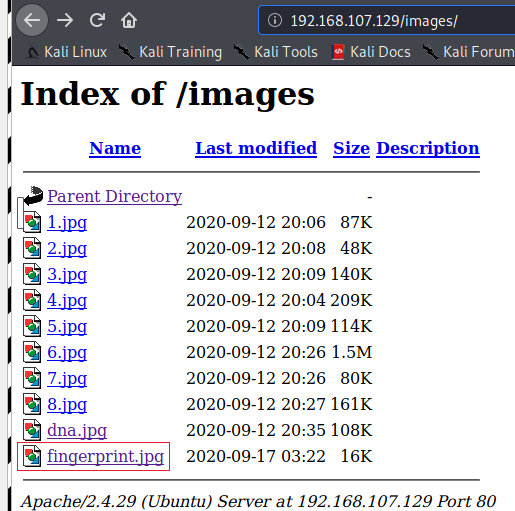 192.168.107.129/images/
Kali Linux Kali Training Kali Tools Kali Docs Kali Forum
Index of /images
Name Last modified Size Description
Parent Directory -
1.jpg 2020-09-12 20:06 87K
2.jpg 2020-09-12 20:08 48K
3.jpg 2020-09-12 20:09 140K
4.jpg 2020-09-12 20:04 209K
5.jpg 2020-09-12 20:09 114K
6.jpg 2020-09-12 20:26 1.5M
7.jpg 2020-09-12 20:26 80K
8.jpg 2020-09-12 20:27 161K
dna.jpg 2020-09-12 20:35 108K
fingerprint.jpg 2020-09-17 03:22 16K
Apache/2.4.29 (Ubuntu) Server at 192.168.107.129 Port 80